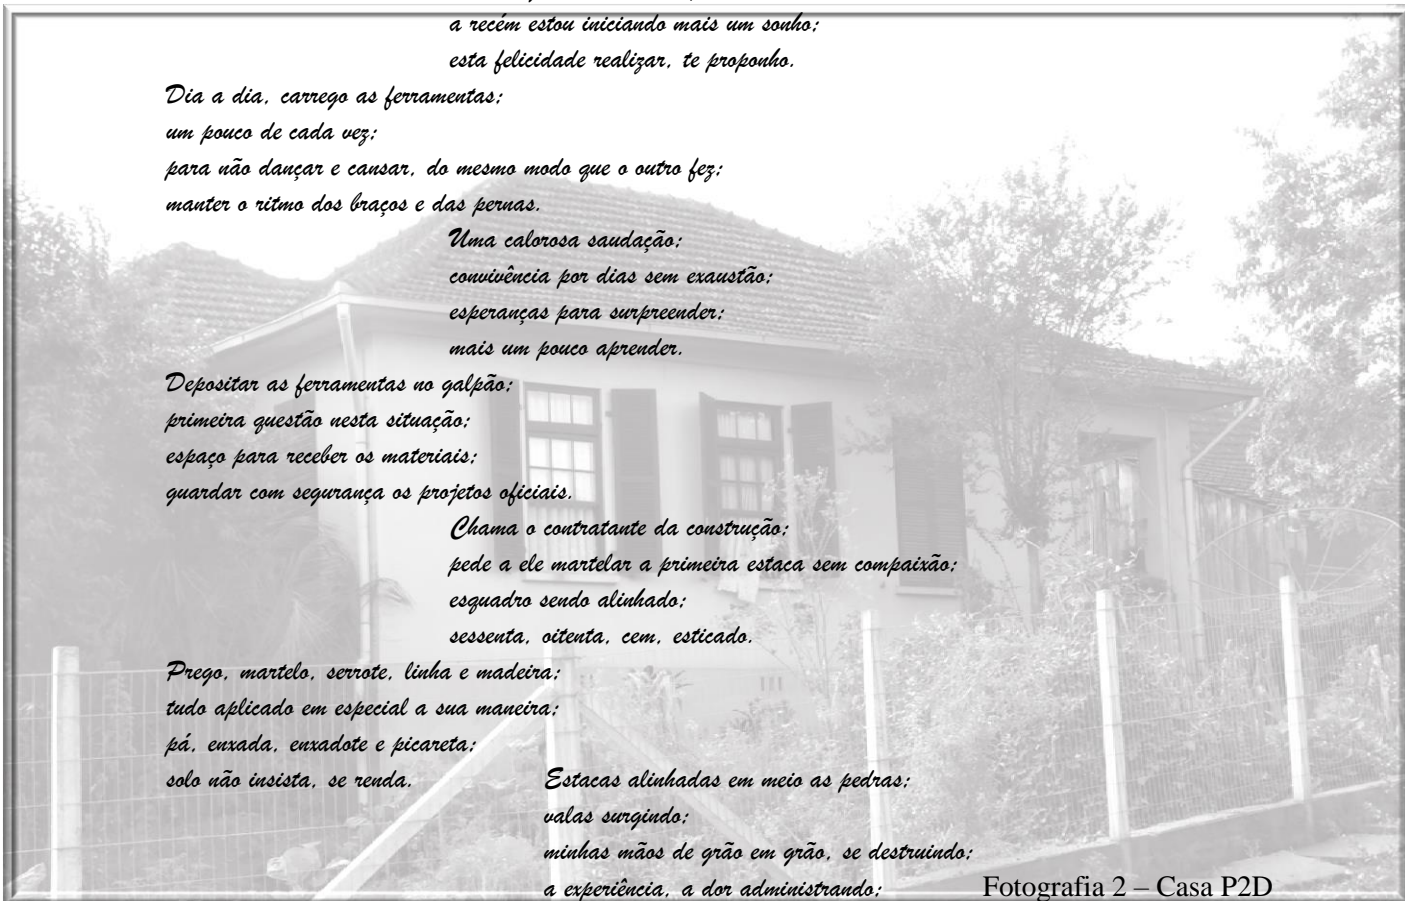 a recém estou iniciando mais um sonho;
esta felicidade realizar, te proponho.
Dia a dia, carrego as ferramentas;
um pouco de cada vez;
para não dançar e cansar, do mesmo modo que o outro fez;
manter o ritmo dos braços e das pernas.
Uma calorosa saudação;
convivência por dias sem exaustão;
esperanças para surpreender;
mais um pouco aprender.
Depositar as ferramentas no galpão;
primeira questão nesta situação;
espaço para receber os materiais;
guardar com segurança os projetos oficiais.
Chama o contratante da construção;
pede a ele martelar a primeira estaca sem compaixão;
esquadro sendo alinhado;
sessenta, oitenta, cem, esticado.
Prego, martelo, serrote, linha e madeira;
tudo aplicado em especial a sua maneira;
pá, enxada, enxadote e picareta;
solo não insista, se renda.
Estacas alinhadas em meio as pedras;
valas surgindo;
minhas mãos de grão em grão, se destruindo;
a experiência, a dor administrando;
Fotografia 2 – Casa P2D